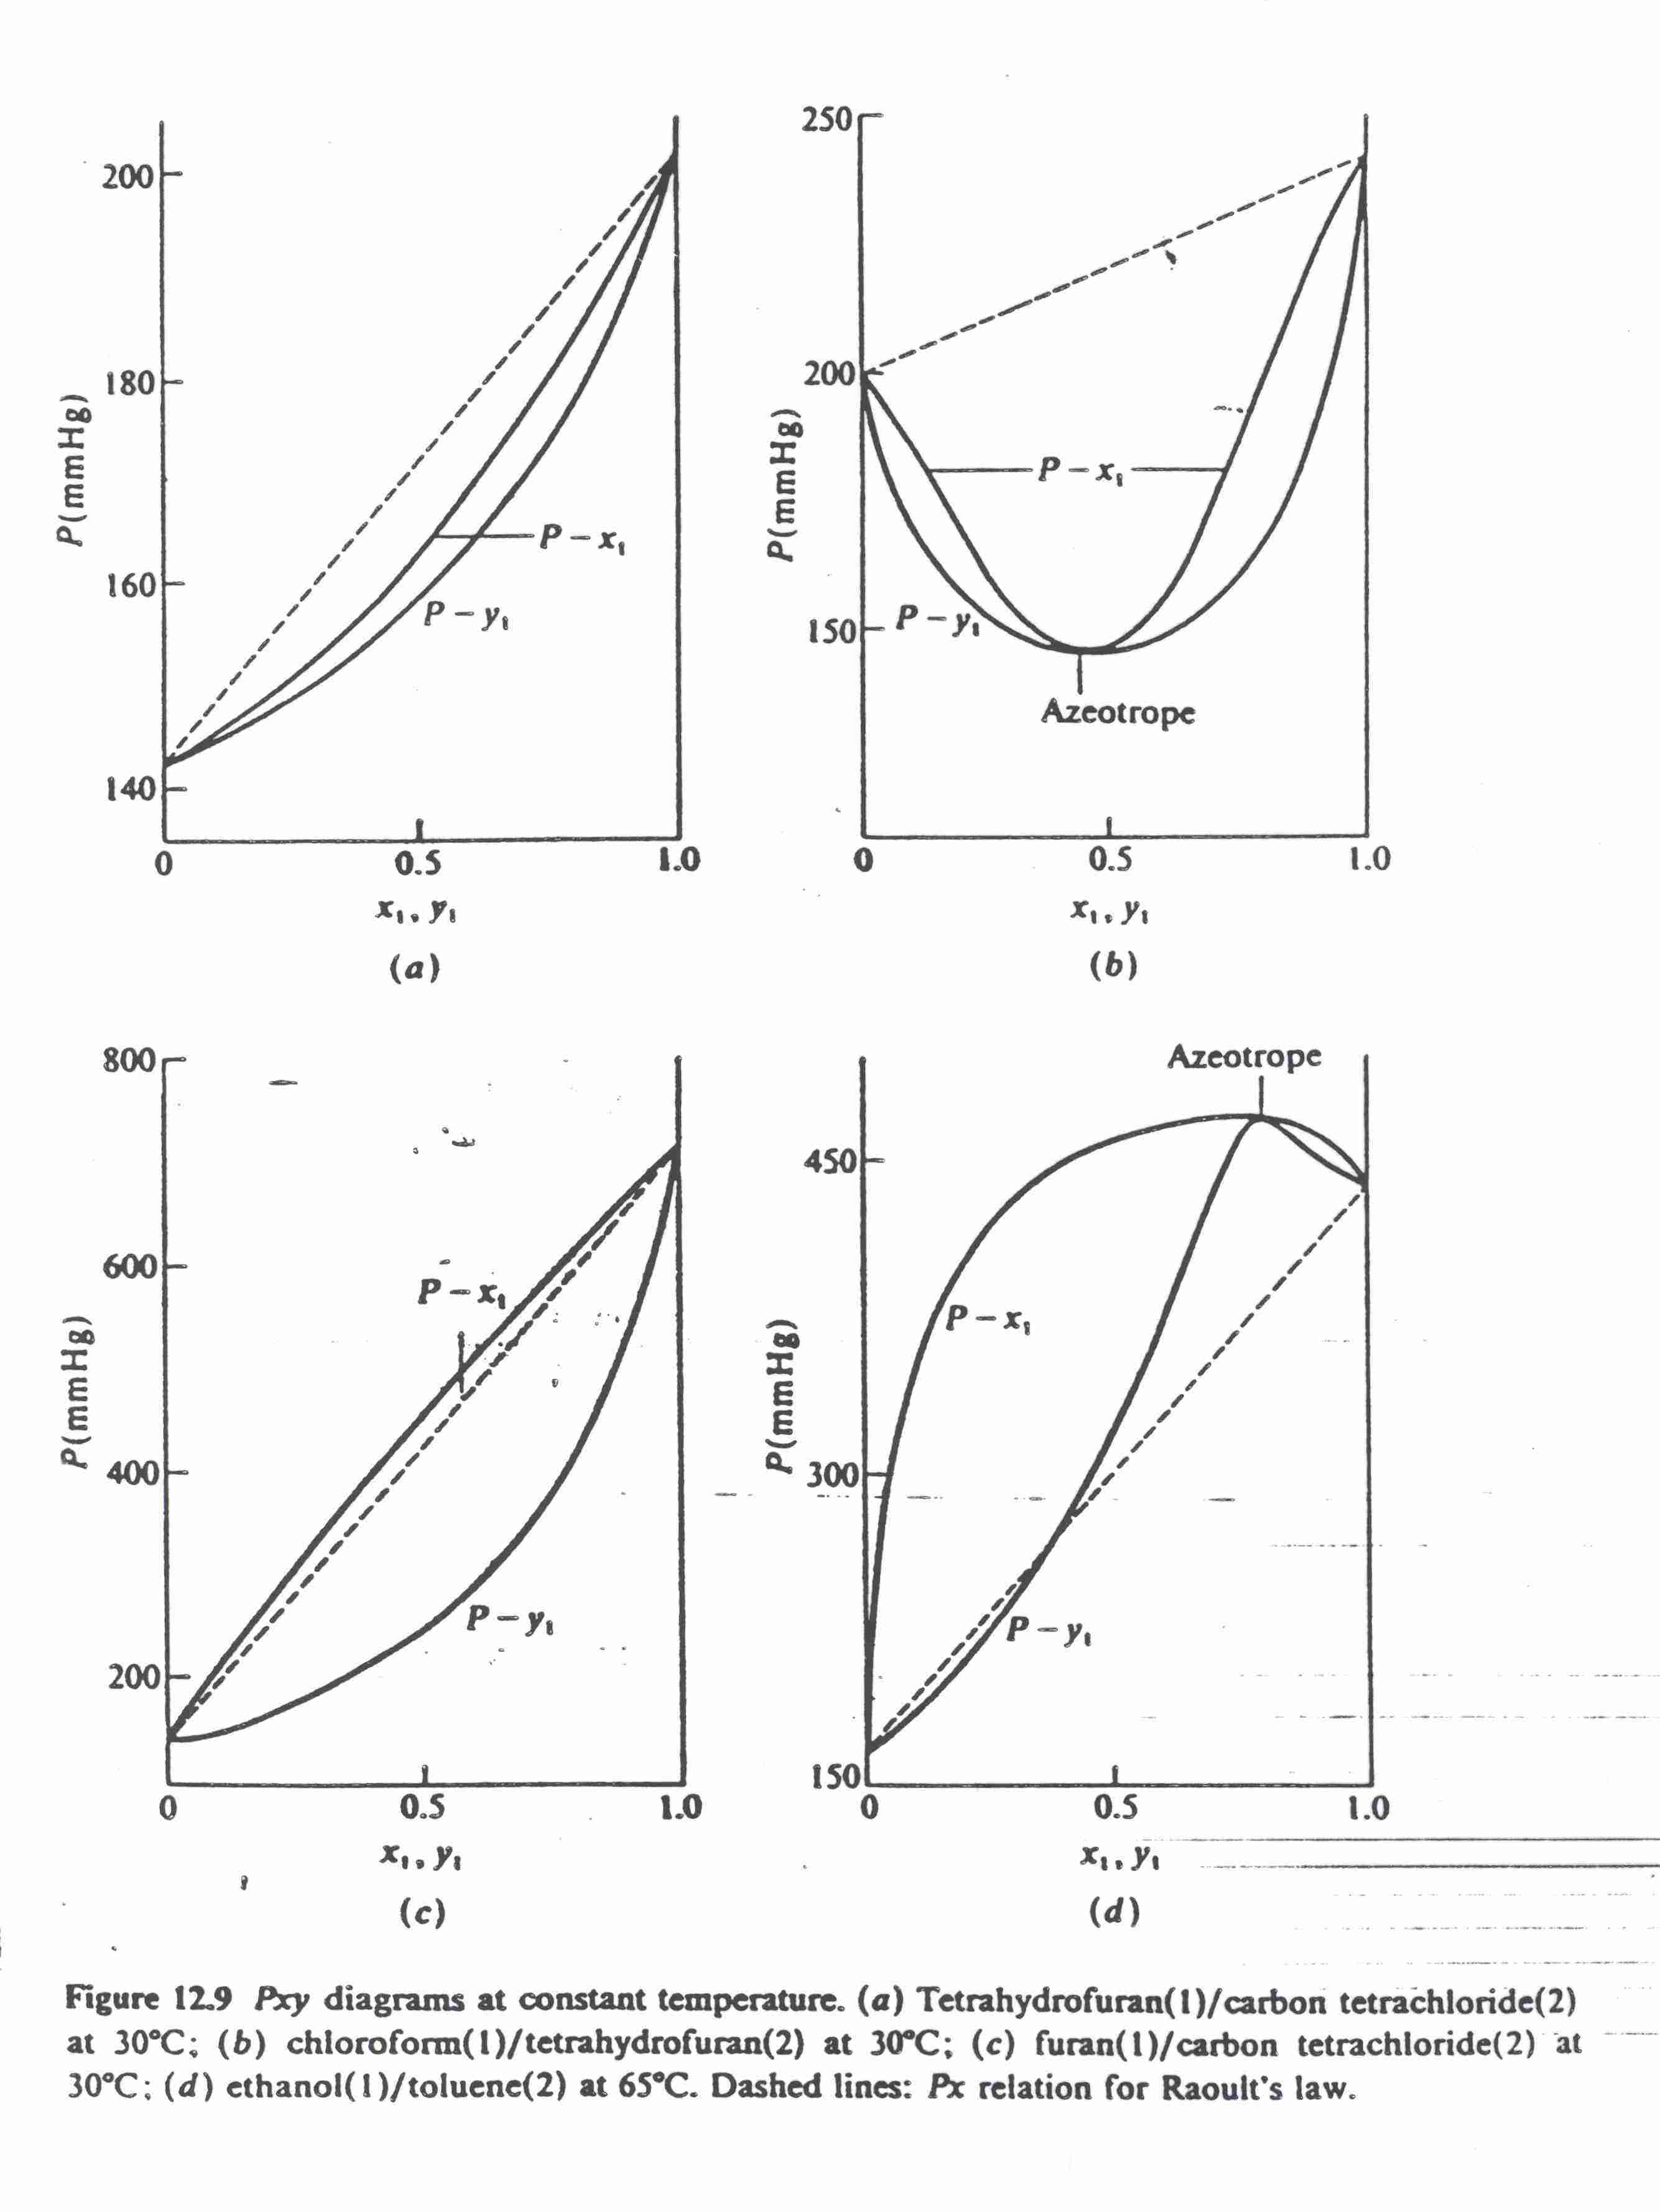 200
180
160
140
P(mmHg)
P – x₁
P – y₁
0 0.5 1.0
x₁, y₁
(a)
250
200
150
P(mmHg)
P – x₁
P – y₁
Azeotrope
0 0.5 1.0
x₁, y₁
(b)
800
600
400
200
P(mmHg)
P – x₁
P – y₁
0 0.5 1.0
x₁, y₁
(c)
Azeotrope
450
300
150
P(mmHg)
P – x₁
P – y₁
0 0.5 1.0
x₁, y₁
(d)
Figure 12.9 Pxy diagrams at constant temperature. (a) Tetrahydrofuran(1)/carbon tetrachloride(2)
at 30°C; (b) chloroform(1)/tetrahydrofuran(2) at 30°C; (c) furan(1)/carbon tetrachloride(2) at
30°C; (d) ethanol(1)/toluene(2) at 65°C. Dashed lines: Px relation for Raoult's law.